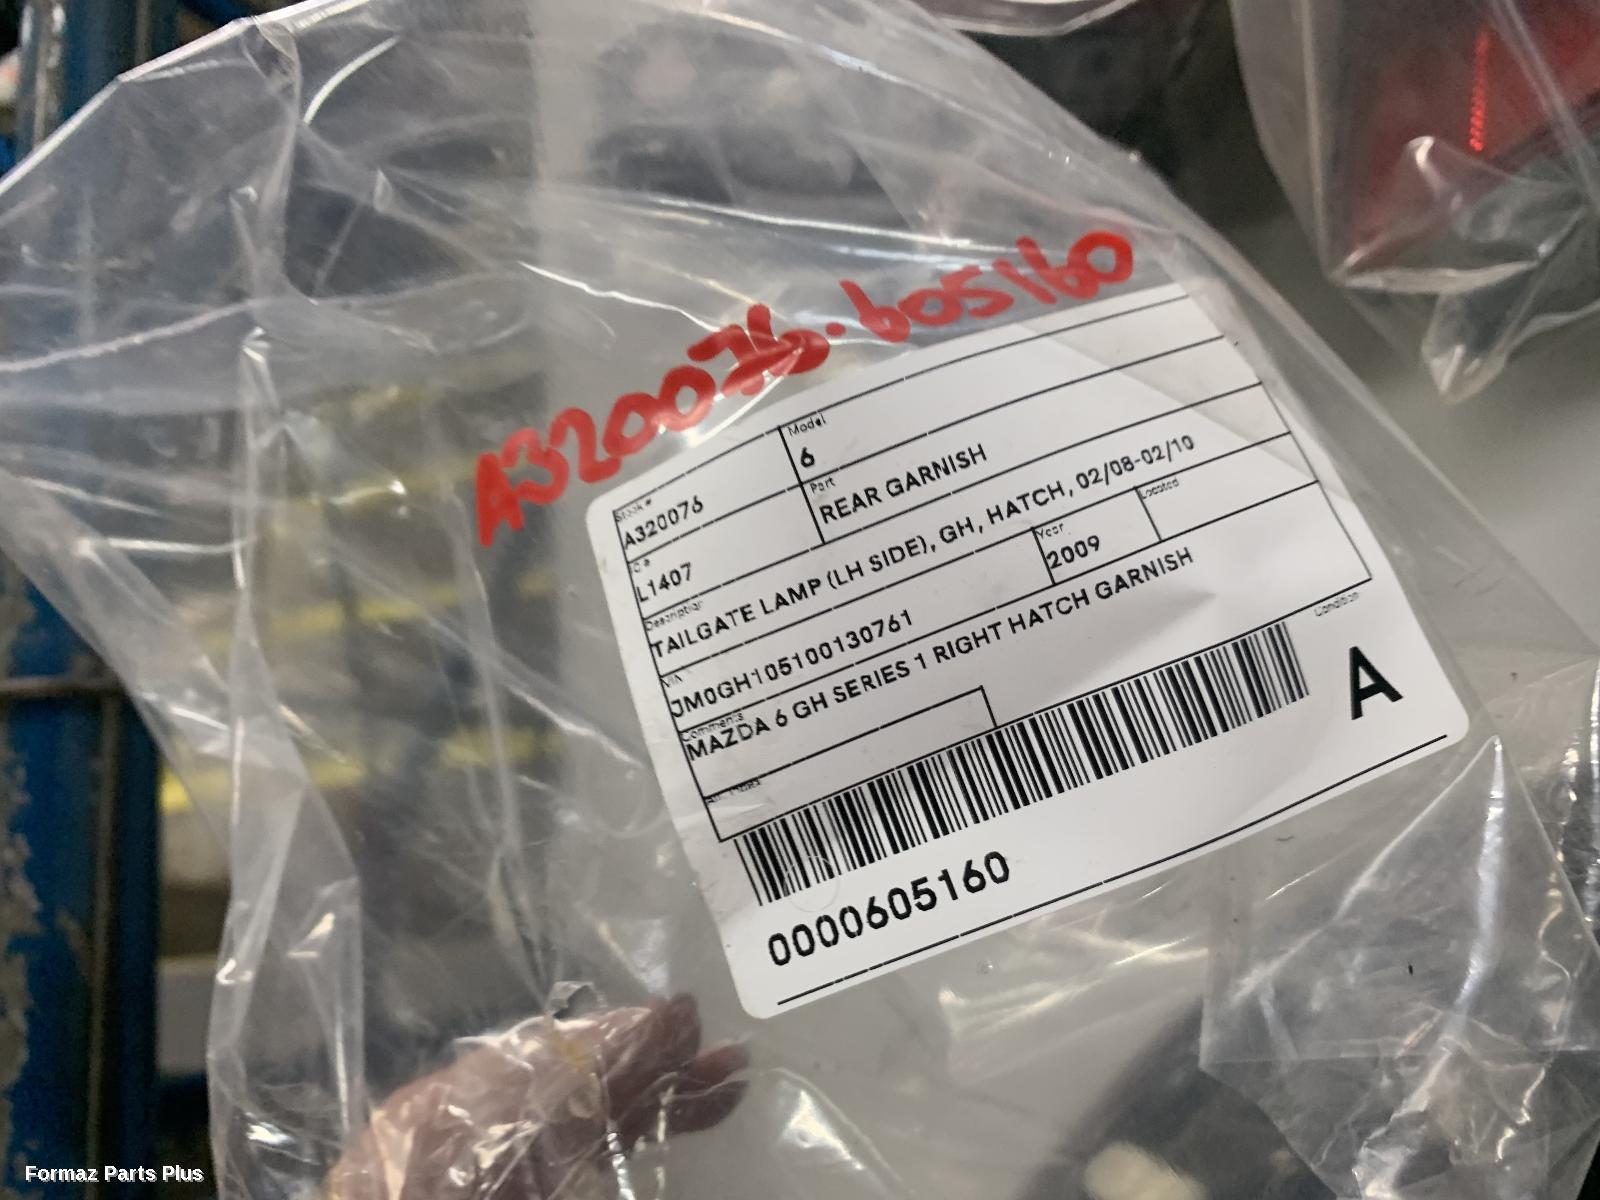 A320076-605160
Stock#
A320076
Model
6
L1407
Part
REAR GARNISH
Description
TAILGATE LAMP (LH SIDE), GH, HATCH, 02/08-02/10
VIN
JM0GH105100130761
Year
2009
Located
Comments
MAZDA 6 GH SERIES 1 RIGHT HATCH GARNISH
Condition
A
0000605160
Formaz Parts Plus